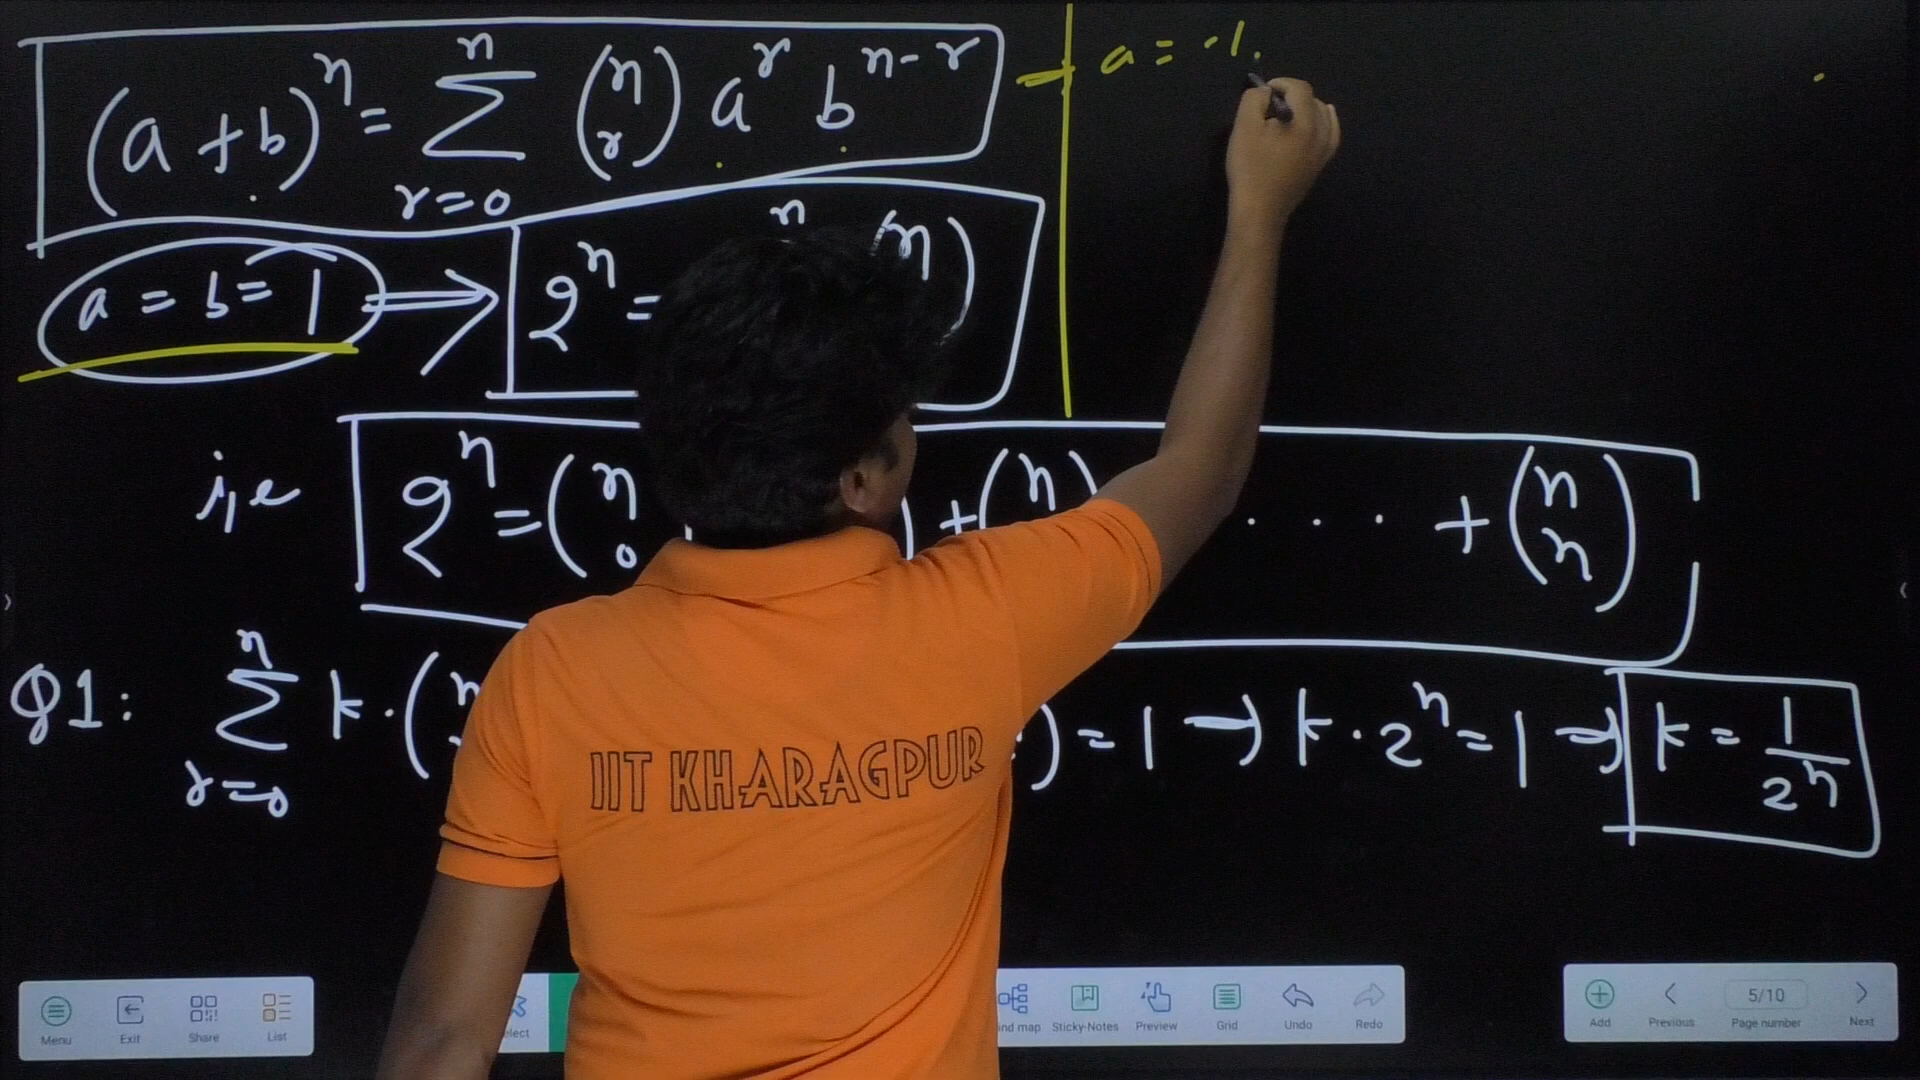 (a+b)^n = Σ_{r=0}^{n} (n r) a^r b^{n-r}
a = -1.
a = b = 1 ⇒ 2^n = n (n )
i,e 2^n = (n 0 ) + (n . . . + (n n)
Q1: Σ_{r=0}^{n} k·(n ) = 1 → k·2^n = 1 → k = 1/2^n
IIT KHARAGPUR
Menu Exit Share List Sticky-Notes Preview Grid Undo Redo Add Previous 5/10 Page number Next